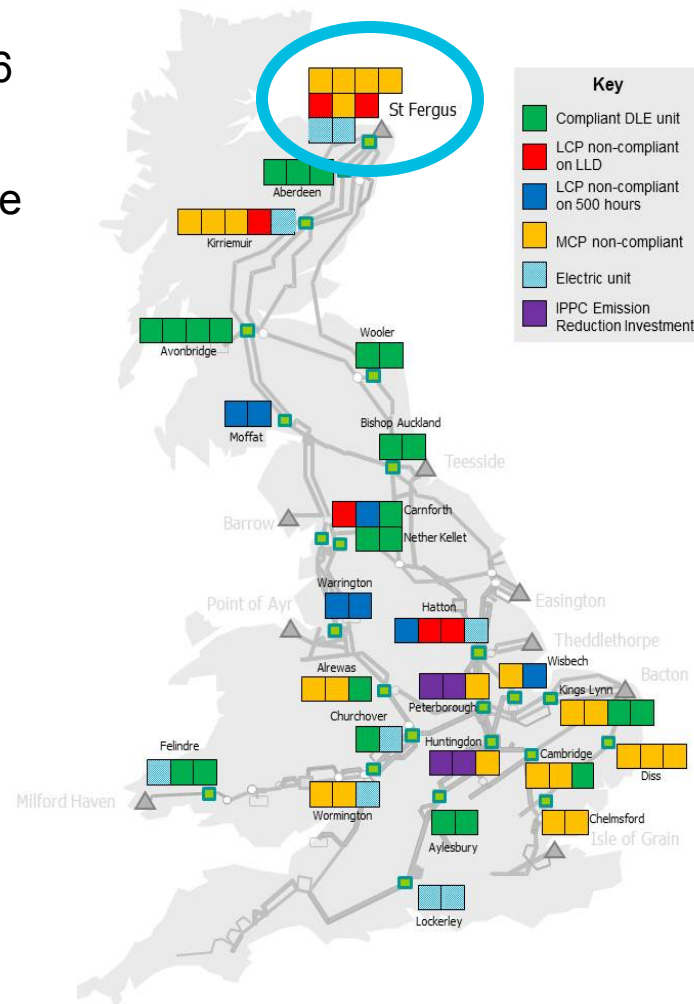 6
e
St Fergus
Key
Compliant DLE unit
LCP non-compliant
on LLD
LCP non-compliant
on 500 hours
MCP non-compliant
Electric unit
IPPC Emission
Reduction Investment
Aberdeen
Kirriemuir
Avonbridge
Wooler
Moffat
Bishop Auckland
Teesside
Barrow
Carnforth
Nether Kellet
Warrington
Point of Ayr
Hatton
Easington
Theddlethorpe
Wisbech
Bacton
Alrewas
Peterborough
Kings Lynn
Churchover
Felindre
Huntingdon
Cambridge
Diss
Milford Haven
Wormington
Chelmsford
Aylesbury
Isle of Grain
Lockerley